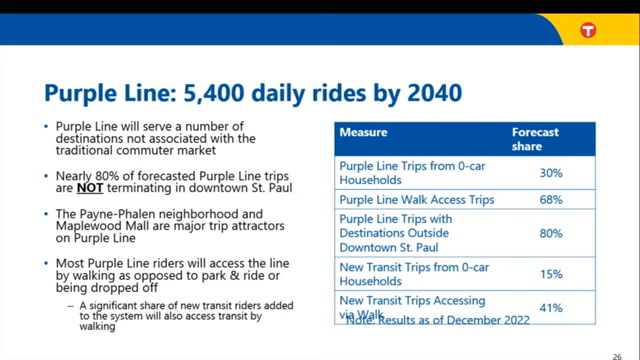 T
Purple Line: 5,400 daily rides by 2040
• Purple Line will serve a number of
destinations not associated with the
traditional commuter market
• Nearly 80% of forecasted Purple Line trips
are NOT terminating in downtown St. Paul
• The Payne-Phalen neighborhood and
Maplewood Mall are major trip attractors
on Purple Line
• Most Purple Line riders will access the line
by walking as opposed to park & ride or
being dropped off
– A significant share of new transit riders added
to the system will also access transit by
walking
Measure Forecast
share
Purple Line Trips from 0-car
Households 30%
Purple Line Walk Access Trips 68%
Purple Line Trips with
Destinations Outside 80%
Downtown St. Paul
New Transit Trips from 0-car
Households 15%
New Transit Trips Accessing
via Walk 41%
Note: Results as of December 2022
26